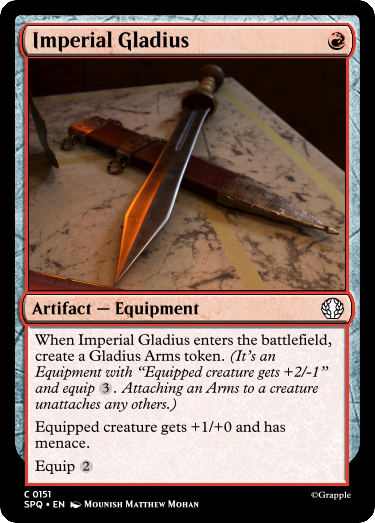 Imperial Gladius
Artifact — Equipment
When Imperial Gladius enters the battlefield,
create a Gladius Arms token. (It's an
Equipment with “Equipped creature gets +2/-1”
and equip 3. Attaching an Arms to a creature
unattaches any others.)
Equipped creature gets +1/+0 and has
menace.
Equip 2
C 0151
SPQ • EN Mounish Matthew Mohan
©Grapple